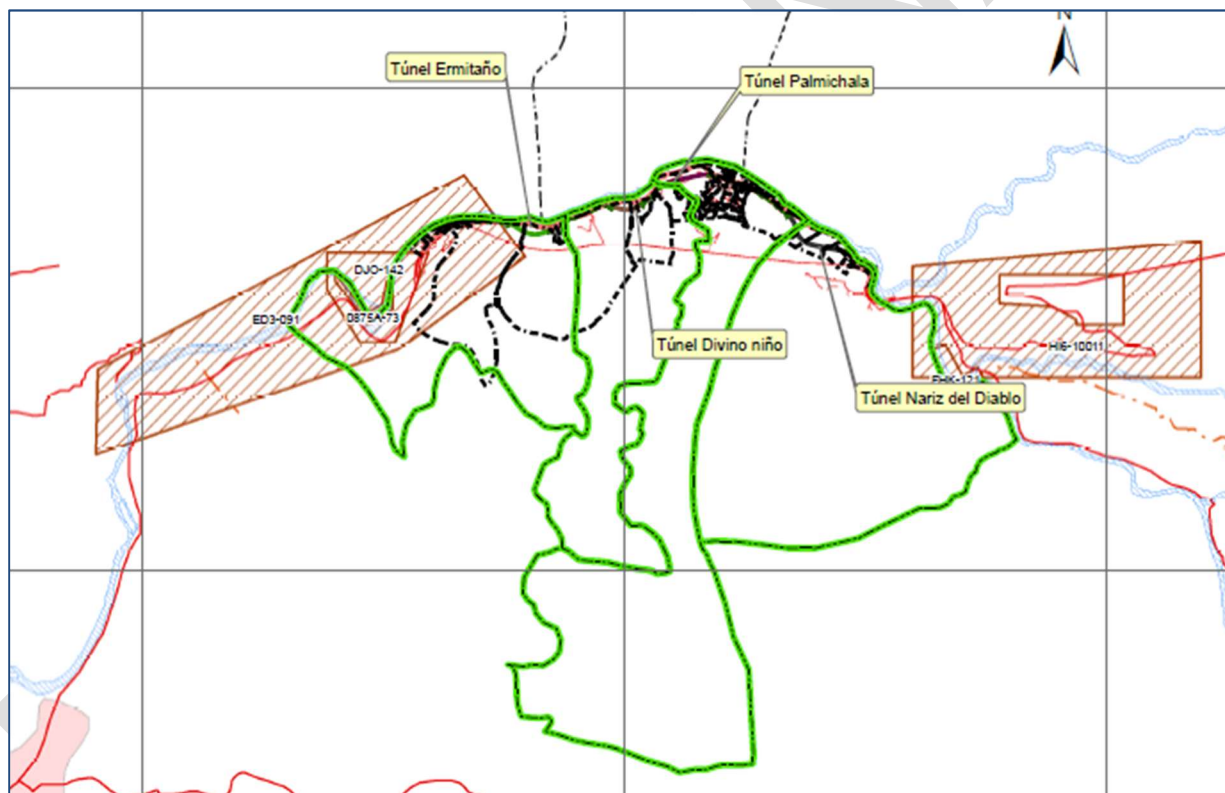 N
Túnel Ermitaño
Túnel Palmichala
DJO-142
ED3-091
0875A-73
Túnel Divino niño
HI6-10011
Túnel Nariz del Diablo